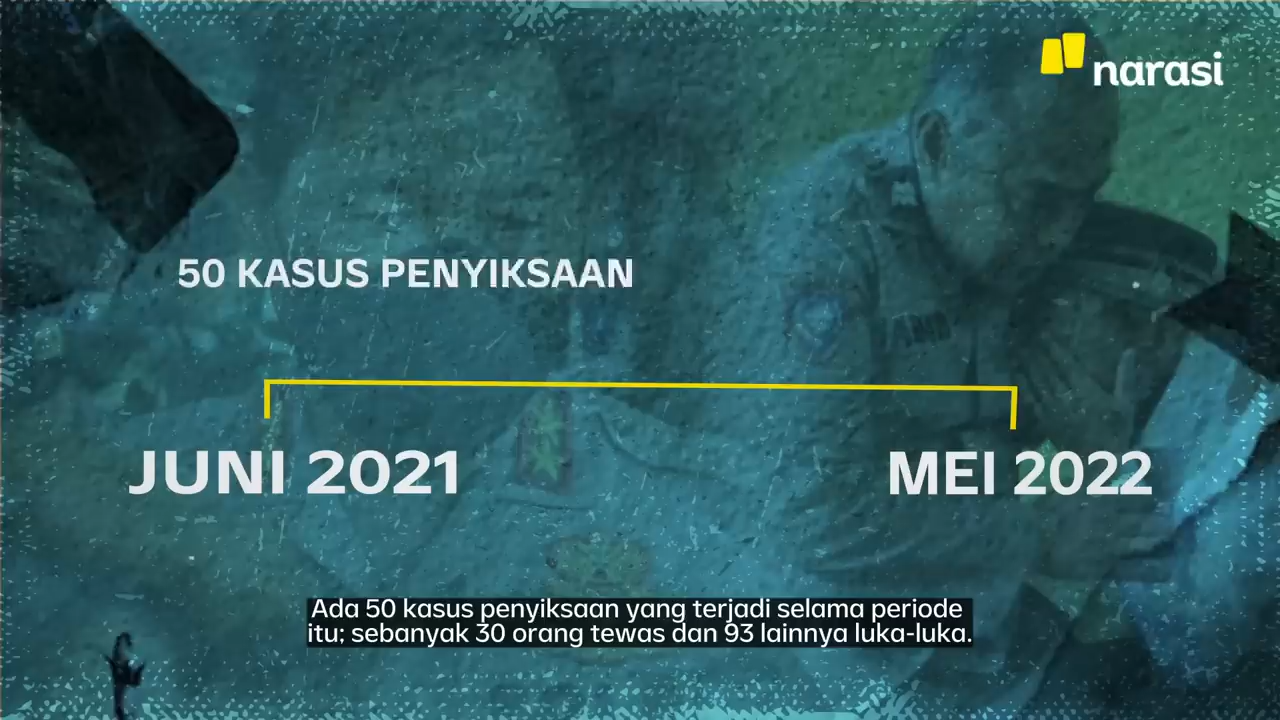 narasi
50 KASUS PENYIKSAAN
JUNI 2021
MEI 2022
Ada 50 kasus penyiksaan yang terjadi selama periode
itu; sebanyak 30 orang tewas dan 93 lainnya luka-luka.